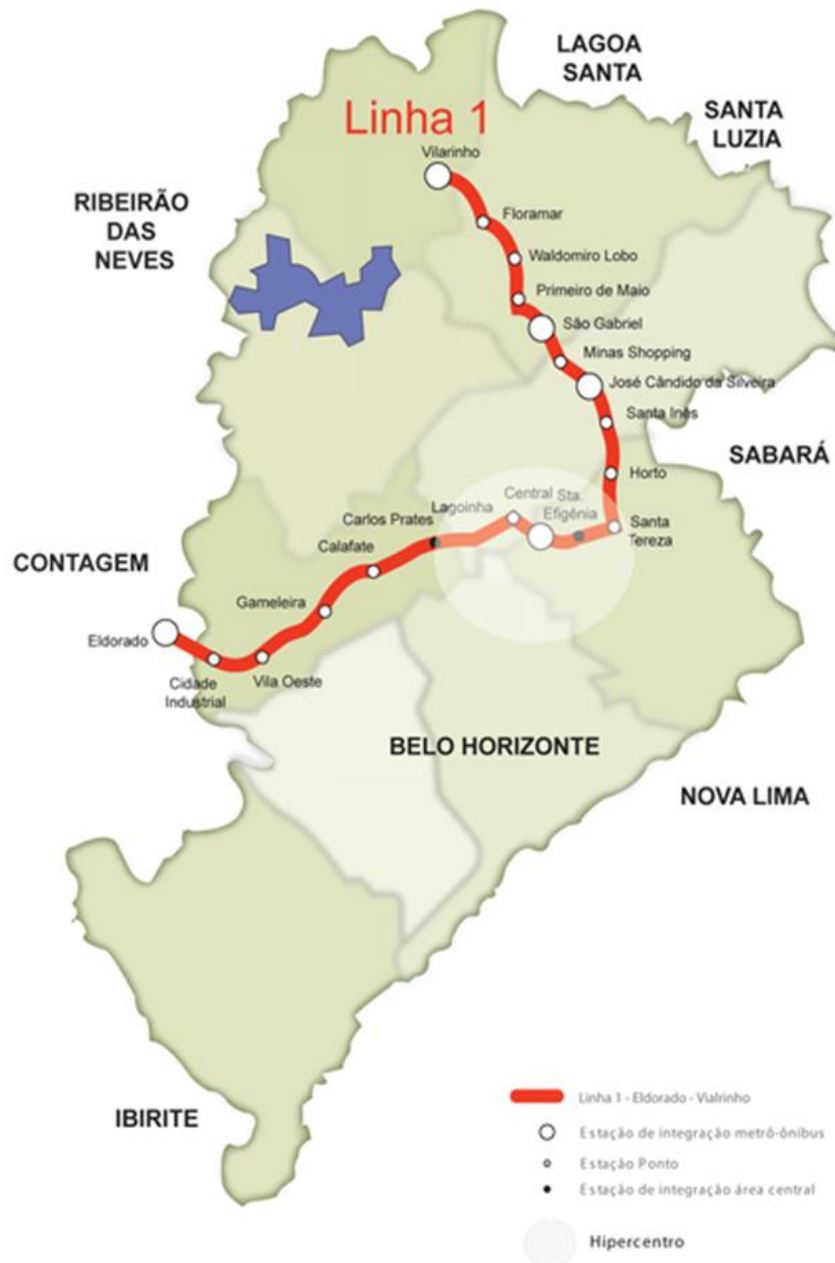 LAGOA
SANTA
SANTA
LUZIA
Linha 1
Vilarinho
RIBEIRÃO
DAS
NEVES
Floramar
Waldomiro Lobo
Primeiro de Maio
São Gabriel
Minas Shopping
José Cândido da Silveira
Santa Inês
SABARÁ
Horto
Central
Sta.
Efigênia
Lagoinha
Santa
Tereza
Carlos Prates
Calafate
CONTAGEM
Gameleira
Eldorado
Cidade
Industrial
Vila Oeste
BELO HORIZONTE
NOVA LIMA
IBIRITE
Linha 1 - Eldorado - Vialrinho
Estação de integração metrô-ônibus
Estação Ponto
Estação de integração área central
Hipercentro